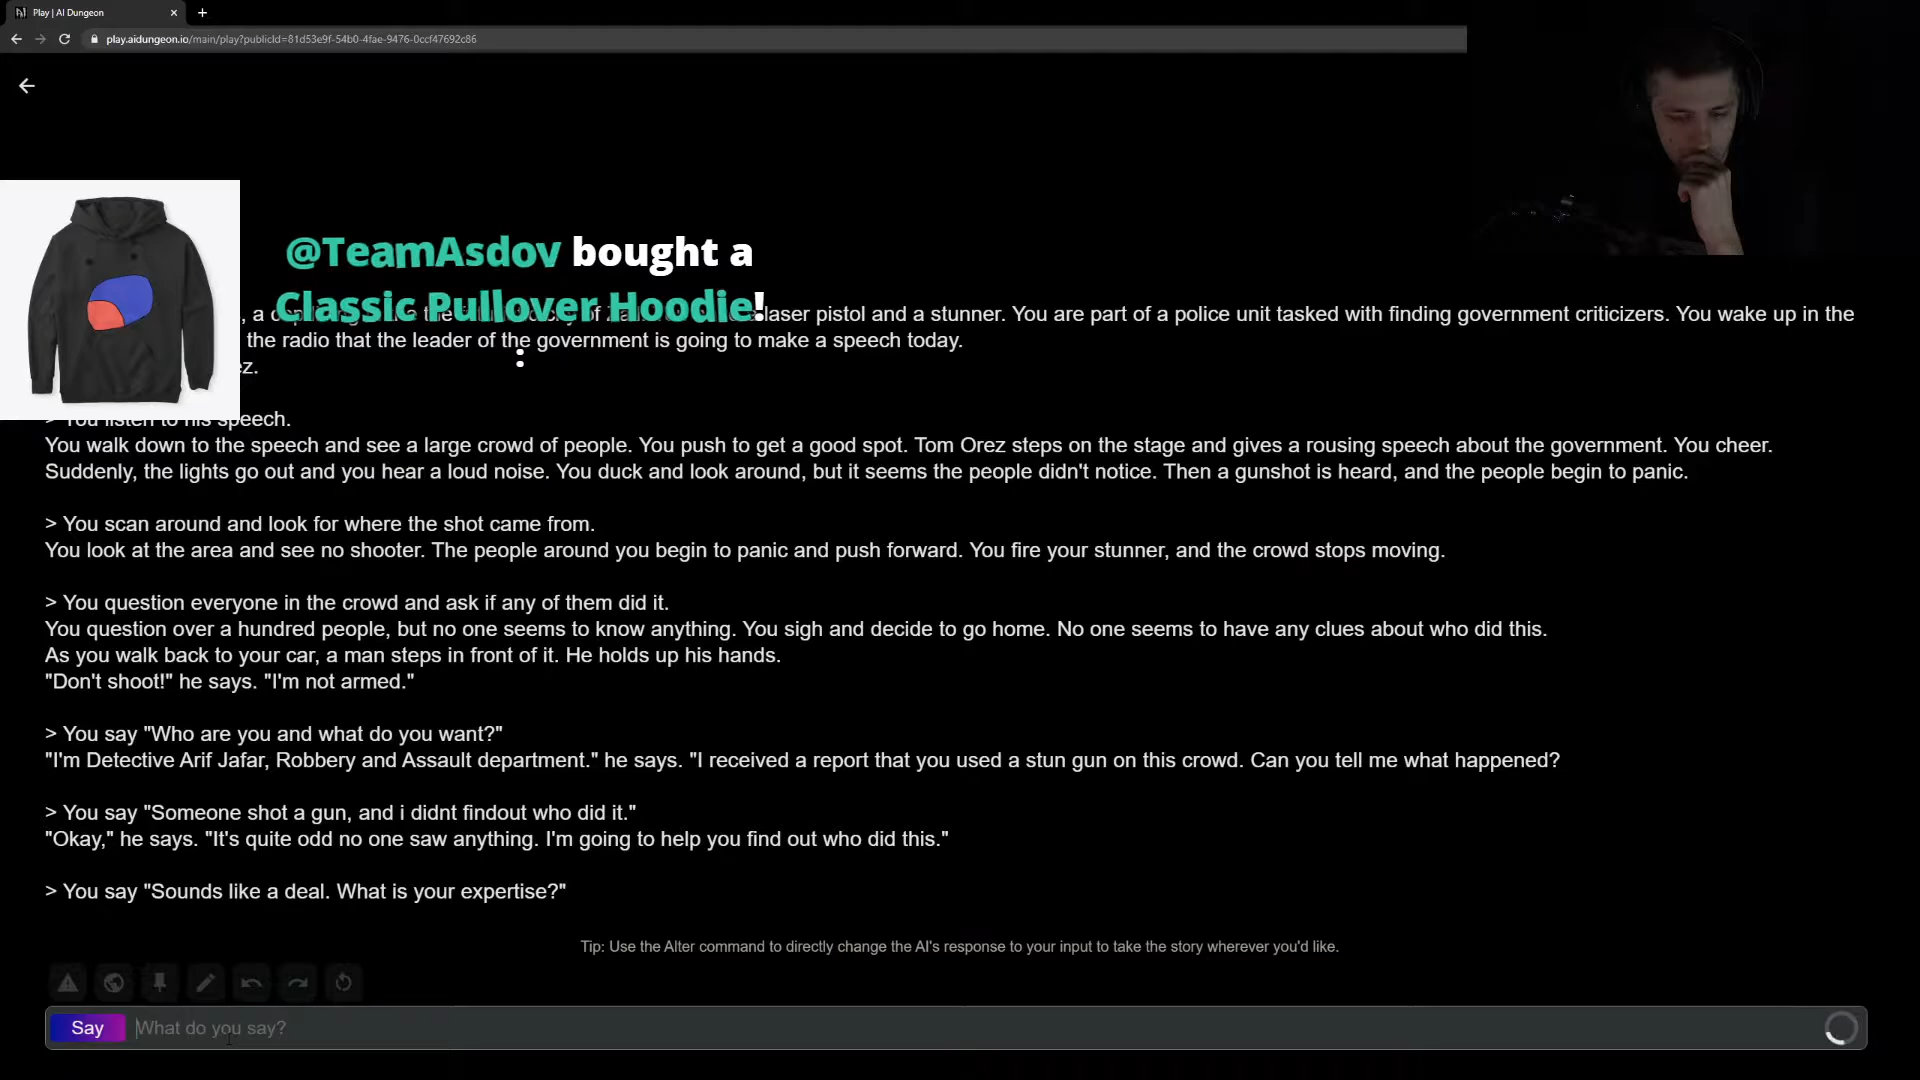 Play | AI Dungeon
play.aidungeon.io/main/play?publicId=81d53e9f-54b0-4fae-9476-0ccf47692c86
@TeamAsdov bought a
Classic Pullover Hoodie!
:
, a laser pistol and a stunner. You are part of a police unit tasked with finding government criticizers. You wake up in the
the radio that the leader of the government is going to make a speech today.
ez.
> You listen to his speech.
You walk down to the speech and see a large crowd of people. You push to get a good spot. Tom Orez steps on the stage and gives a rousing speech about the government. You cheer.
Suddenly, the lights go out and you hear a loud noise. You duck and look around, but it seems the people didn't notice. Then a gunshot is heard, and the people begin to panic.
> You scan around and look for where the shot came from.
You look at the area and see no shooter. The people around you begin to panic and push forward. You fire your stunner, and the crowd stops moving.
> You question everyone in the crowd and ask if any of them did it.
You question over a hundred people, but no one seems to know anything. You sigh and decide to go home. No one seems to have any clues about who did this.
As you walk back to your car, a man steps in front of it. He holds up his hands.
"Don't shoot!" he says. "I'm not armed."
> You say "Who are you and what do you want?"
"I'm Detective Arif Jafar, Robbery and Assault department." he says. "I received a report that you used a stun gun on this crowd. Can you tell me what happened?
> You say "Someone shot a gun, and i didnt findout who did it."
"Okay," he says. "It's quite odd no one saw anything. I'm going to help you find out who did this."
> You say "Sounds like a deal. What is your expertise?"
Tip: Use the Alter command to directly change the AI's response to your input to take the story wherever you'd like.
Say What do you say?